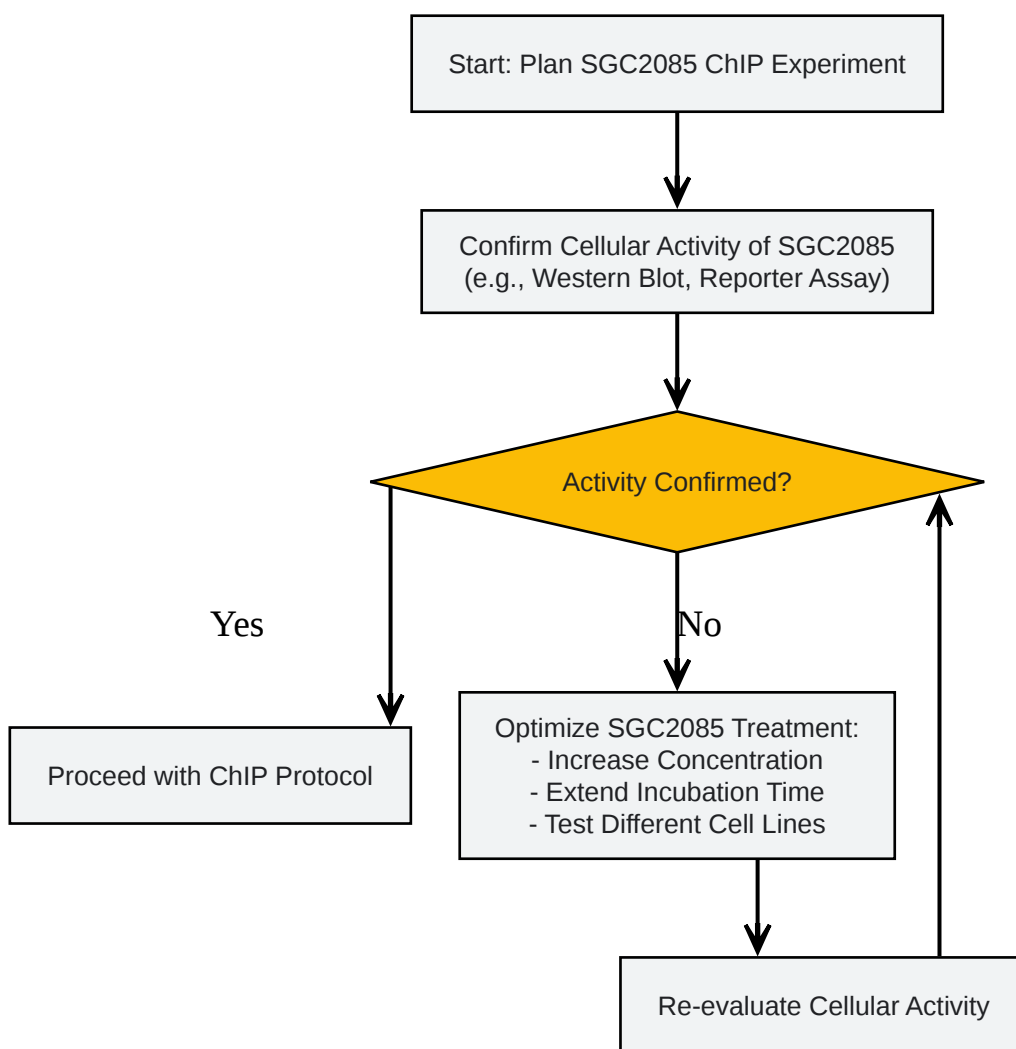 Start: Plan SGC2085 ChIP Experiment
Confirm Cellular Activity of SGC2085
(e.g., Western Blot, Reporter Assay)
Activity Confirmed?
Yes
No
Optimize SGC2085 Treatment:
- Increase Concentration
- Extend Incubation Time
- Test Different Cell Lines
Proceed with ChIP Protocol
Re-evaluate Cellular Activity